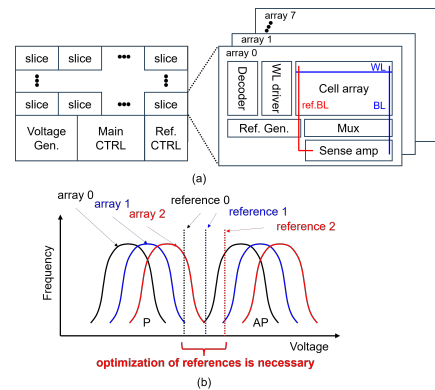 array 7
array 1
array 0
slice slice ●●● slice
slice slice ●●● slice
Voltage Gen.
Main CTRL
Ref. CTRL
Decoder
WL driver
WL
Cell array
ref.BL
BL
Ref. Gen.
Mux
Sense amp
(a)
array 0
array 1
array 2
reference 0
reference 1
reference 2
Frequency
P
AP
Voltage
optimization of references is necessary
(b)